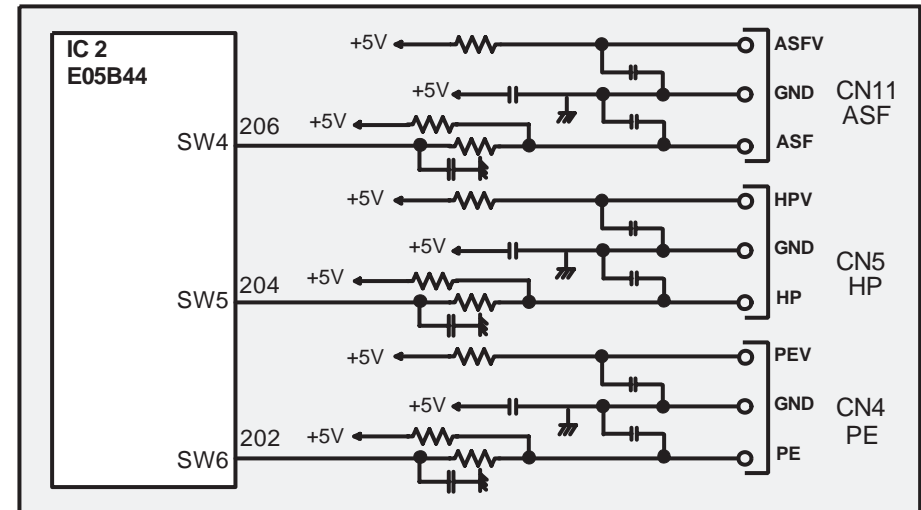 IC 2
E05B44
+5V
ASFV
+5V
GND
CN11
ASF
+5V
206
SW4
ASF
+5V
HPV
+5V
GND
CN5
HP
+5V
204
SW5
HP
+5V
PEV
+5V
GND
CN4
PE
+5V
202
SW6
PE